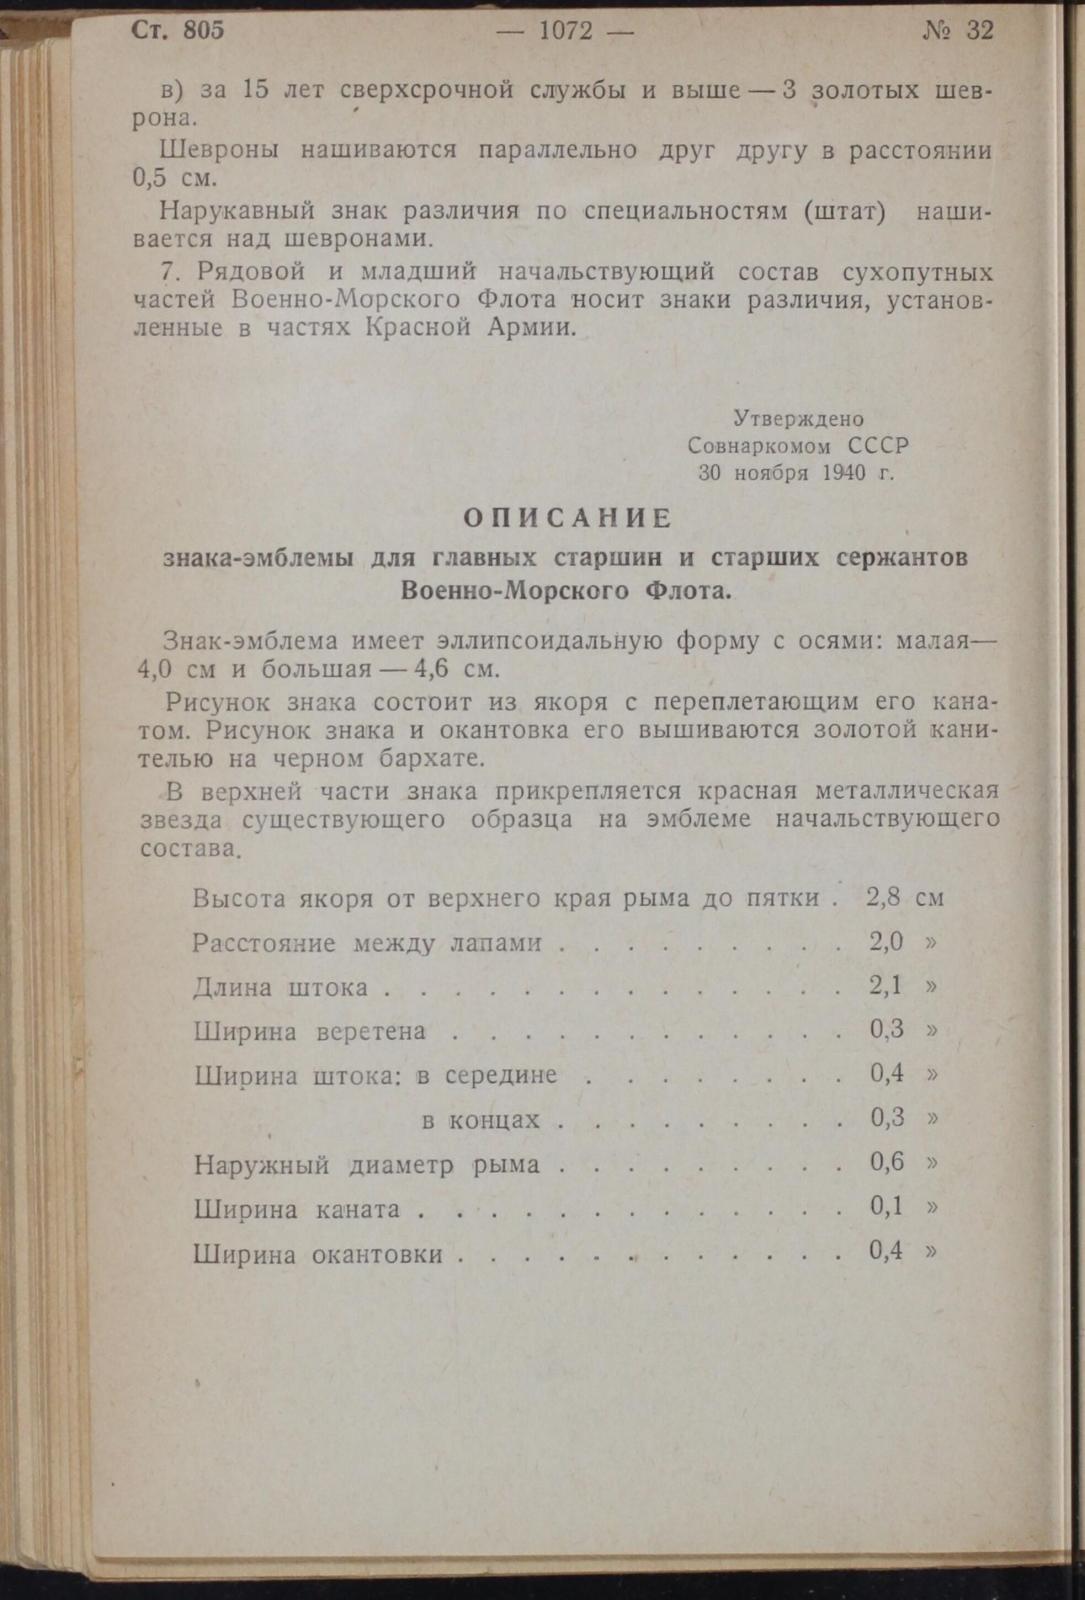 Ст. 805 — 1072 — № 32
в) за 15 лет сверхсрочной службы и выше — 3 золотых шев-
рона.
Шевроны нашиваются параллельно друг другу в расстоянии
0,5 см.
Нарукавный знак различия по специальностям (штат) наши-
вается над шевронами.
7. Рядовой и младший начальствующий состав сухопутных
частей Военно-Морского Флота носит знаки различия, установ-
ленные в частях Красной Армии.
Утверждено
Совнаркомом СССР
30 ноября 1940 г.
ОПИСАНИЕ
знака-эмблемы для главных старшин и старших сержантов
Военно-Морского Флота.
Знак-эмблема имеет эллипсоидальную форму с осями: малая—
4,0 см и большая — 4,6 см.
Рисунок знака состоит из якоря с переплетающим его кана-
том. Рисунок знака и окантовка его вышиваются золотой кани-
телью на черном бархате.
В верхней части знака прикрепляется красная металлическая
звезда существующего образца на эмблеме начальствующего
состава.
Высота якоря от верхнего края рыма до пятки . 2,8 см
Расстояние между лапами . . . . . . . . . 2,0 »
Длина штока . . . . . . . . . . . . . . 2,1 »
Ширина веретена . . . . . . . . . . . . 0,3 »
Ширина штока: в середине . . . . . . . . 0,4 »
в концах . . . . . . . . . 0,3 »
Наружный диаметр рыма . . . . . . . . . 0,6 »
Ширина каната . . . . . . . . . . . . . 0,1 »
Ширина окантовки . . . . . . . . . . . . 0,4 »